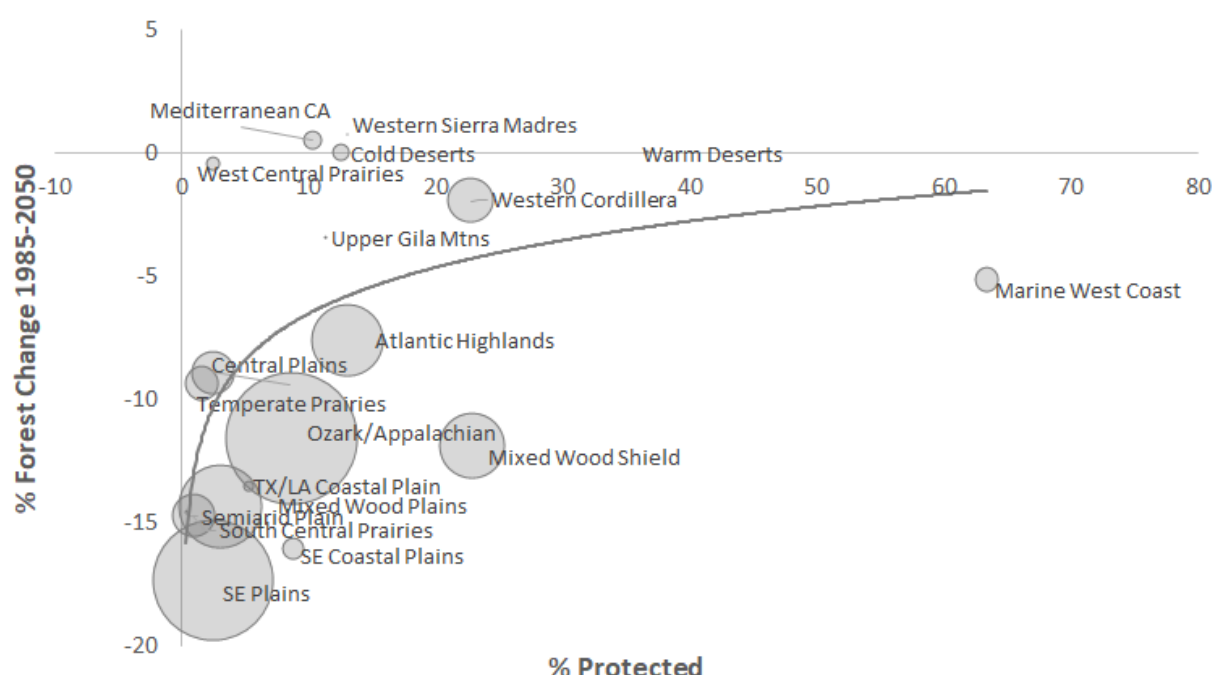 5
Mediterranean CA
Western Sierra Madres
0
Cold Deserts
Warm Deserts
West Central Prairies
-10
0
10
20
30
40
50
60
70
80
Western Cordillera
Upper Gila Mtns
-5
Marine West Coast
Atlantic Highlands
Central Plains
-10
Temperate Prairies
Ozark/Appalachian
Mixed Wood Shield
TX/LA Coastal Plain
Mixed Wood Plains
-15
Semiarid Plain
South Central Prairies
SE Coastal Plains
SE Plains
-20
% Forest Change 1985-2050
% Protected